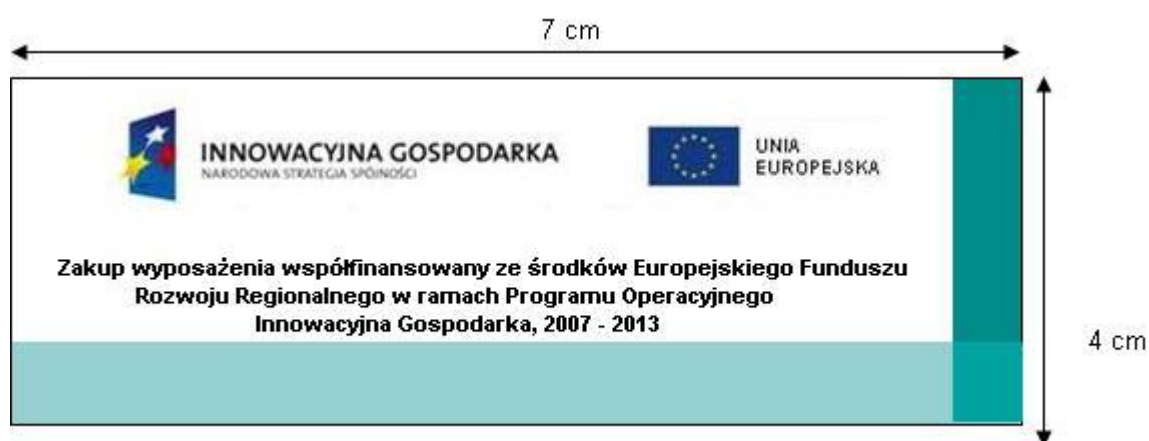 7 cm
INNOWACYJNA GOSPODARKA
NARODOWA STRATEGIA SPÓJNOŚCI
UNIA
EUROPEJSKA
Zakup wyposażenia współfinansowany ze środków Europejskiego Funduszu
Rozwoju Regionalnego w ramach Programu Operacyjnego
Innowacyjna Gospodarka, 2007 - 2013
4 cm